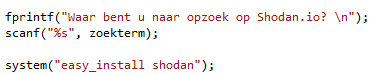 fprintf("Waar bent u naar opzoek op Shodan.io? \n");
scanf("%s", zoekterm);
system("easy_install shodan");